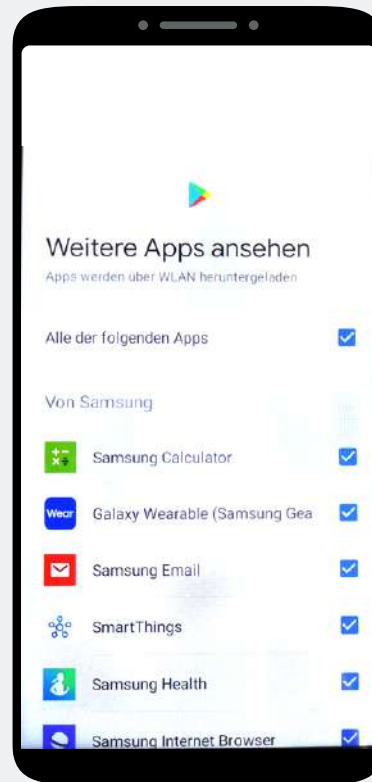 Weitere Apps ansehen
Apps werden über WLAN heruntergeladen
Alle der folgenden Apps
Von Samsung
Samsung Calculator
Wear
Galaxy Wearable (Samsung Gea
Samsung Email
SmartThings
Samsung Health
Samsung Internet Browser